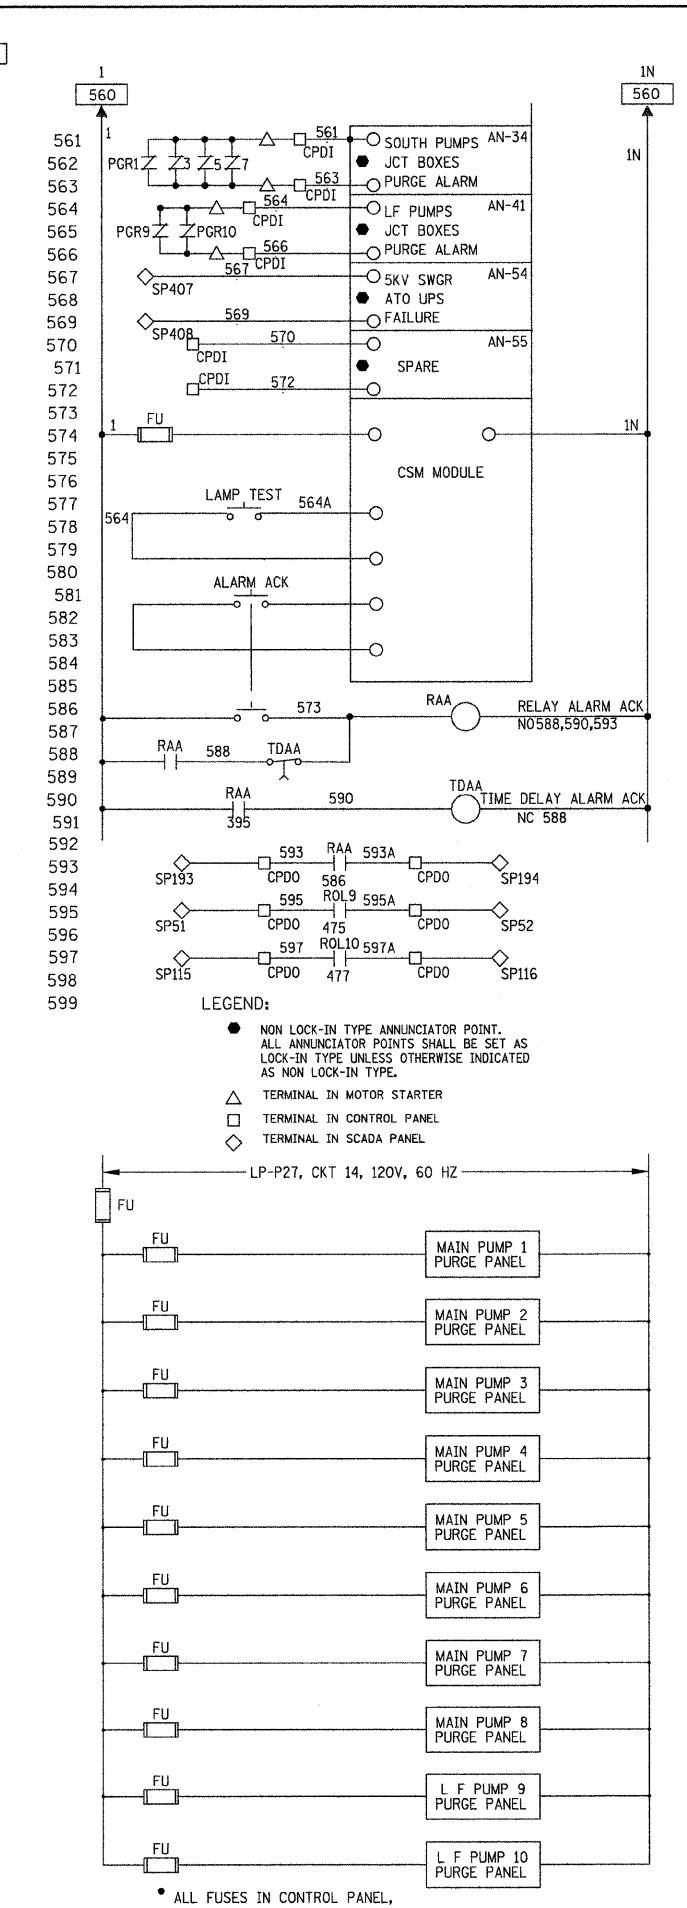 1 1N
560 560
1
561 561 SOUTH PUMPS AN-34
CPDI
1N
562 PGR1 3 5 7 JCT BOXES
563 563 PURGE ALARM
CPDI
564 564 LF PUMPS AN-41
CPDI
565 PGR9 PGR10 JCT BOXES
566 566 PURGE ALARM
CPDI
567 567 5KV SWGR AN-54
SP407
568 ATO UPS
569 569 FAILURE
SP408
570 570 AN-55
CPDI
571 SPARE
572 CPDI 572
573
574 1 FU 1N
575
576 CSM MODULE
577 LAMP TEST 564A
578 564
579
580
581 ALARM ACK
582
583
584
585
586 573 RAA RELAY ALARM ACK
587 NO588,590,593
588 RAA 588 TDAA
589
590 RAA 590 TDAA TIME DELAY ALARM ACK
591 395 NC 588
592
593 593 RAA 593A
SP193 CPDO 586 CPDO SP194
594
595 595 ROL9 595A
SP51 CPDO 475 CPDO SP52
596
597 597 ROL10 597A
SP115 CPDO 477 CPDO SP116
598
599
LEGEND:
NON LOCK-IN TYPE ANNUNCIATOR POINT.
ALL ANNUNCIATOR POINTS SHALL BE SET AS
LOCK-IN TYPE UNLESS OTHERWISE INDICATED
AS NON LOCK-IN TYPE.
TERMINAL IN MOTOR STARTER
TERMINAL IN CONTROL PANEL
TERMINAL IN SCADA PANEL
LP-P27, CKT 14, 120V, 60 HZ
FU
FU MAIN PUMP 1
PURGE PANEL
FU MAIN PUMP 2
PURGE PANEL
FU MAIN PUMP 3
PURGE PANEL
FU MAIN PUMP 4
PURGE PANEL
FU MAIN PUMP 5
PURGE PANEL
FU MAIN PUMP 6
PURGE PANEL
FU MAIN PUMP 7
PURGE PANEL
FU MAIN PUMP 8
PURGE PANEL
FU L F PUMP 9
PURGE PANEL
FU L F PUMP 10
PURGE PANEL
• ALL FUSES IN CONTROL PANEL,